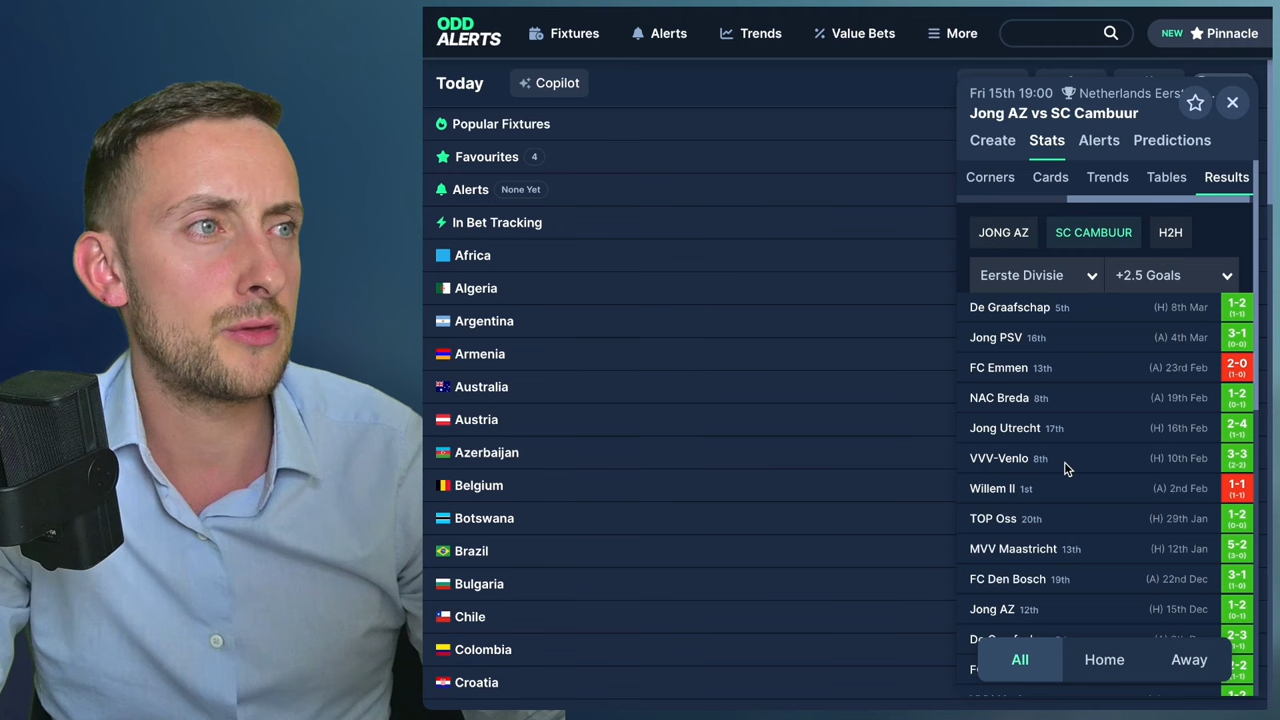 ODD ALERTS
Fixtures
Alerts
Trends
Value Bets
More
NEW
Pinnacle
Today
Copilot
Popular Fixtures
Favourites 4
Alerts None Yet
In Bet Tracking
Africa
Algeria
Argentina
Armenia
Australia
Austria
Azerbaijan
Belgium
Botswana
Brazil
Bulgaria
Chile
Colombia
Croatia
Fri 15th 19:00 Netherlands Eers
Jong AZ vs SC Cambuur
Create Stats Alerts Predictions
Corners Cards Trends Tables Results
JONG AZ SC CAMBUUR H2H
Eerste Divisie +2.5 Goals
De Graafschap 5th (H) 8th Mar 1-2 (1-1)
Jong PSV 16th (A) 4th Mar 3-1 (0-0)
FC Emmen 13th (A) 23rd Feb 2-0 (1-0)
NAC Breda 8th (A) 19th Feb 1-2 (0-1)
Jong Utrecht 17th (H) 16th Feb 2-4 (1-1)
VVV-Venlo 8th (H) 10th Feb 3-3 (2-2)
Willem II 1st (A) 2nd Feb 1-1 (1-1)
TOP Oss 20th (H) 29th Jan 1-2 (0-0)
MVV Maastricht 13th (H) 12th Jan 5-2 (3-0)
FC Den Bosch 19th (A) 22nd Dec 3-1 (1-0)
Jong AZ 12th (H) 15th Dec 1-2 (0-1)
2-3
All Home Away